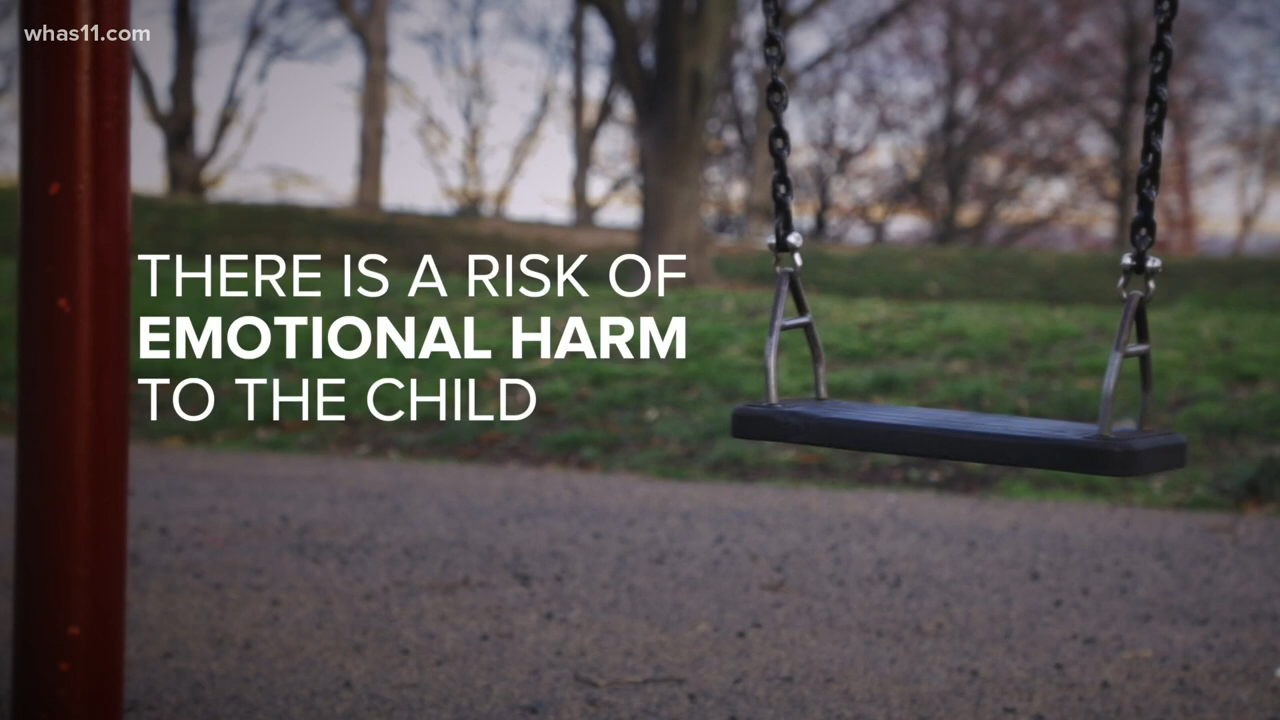 whas11.com
THERE IS A RISK OF
EMOTIONAL HARM
TO THE CHILD